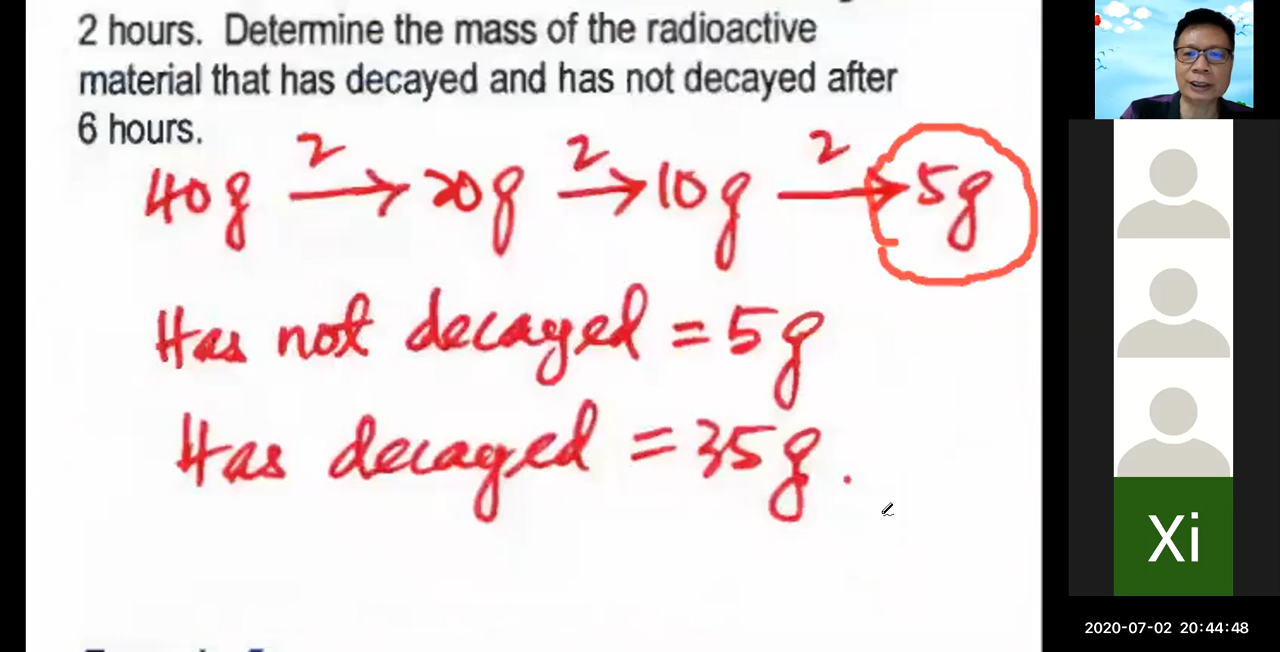 2 hours. Determine the mass of the radioactive
material that has decayed and has not decayed after
6 hours.
2 2 2
40g → 20g → 10g → 5g
Has not decayed = 5g
Has decayed = 35g.
Xi
2020-07-02 20:44:48